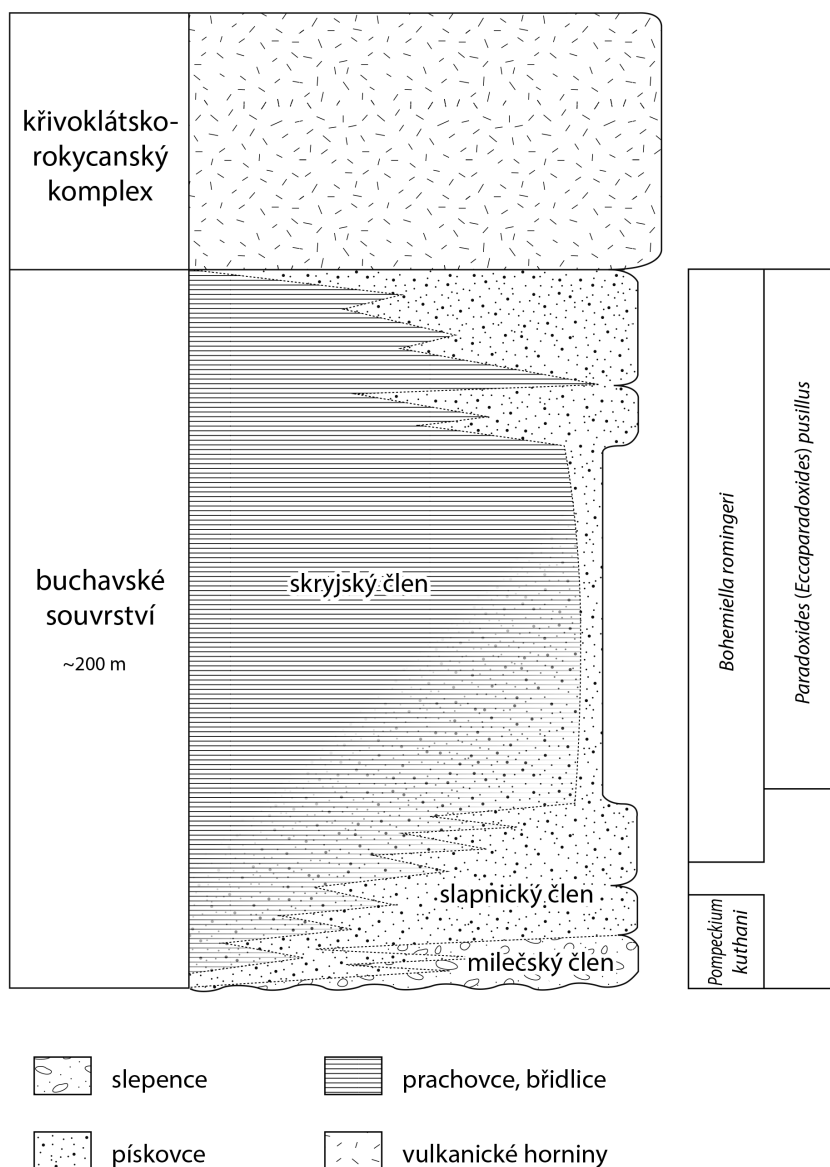 křivoklátsko-
rokycanský
komplex
buchavské
souvrství
~200 m
skryjský člen
slapnický člen
milečský člen
Bohemiella romingeri
Paradoxides (Eccaparadoxides) pusillus
Pompeckium
kuthani
slepence
prachovce, břidlice
pískovce
vulkanické horniny